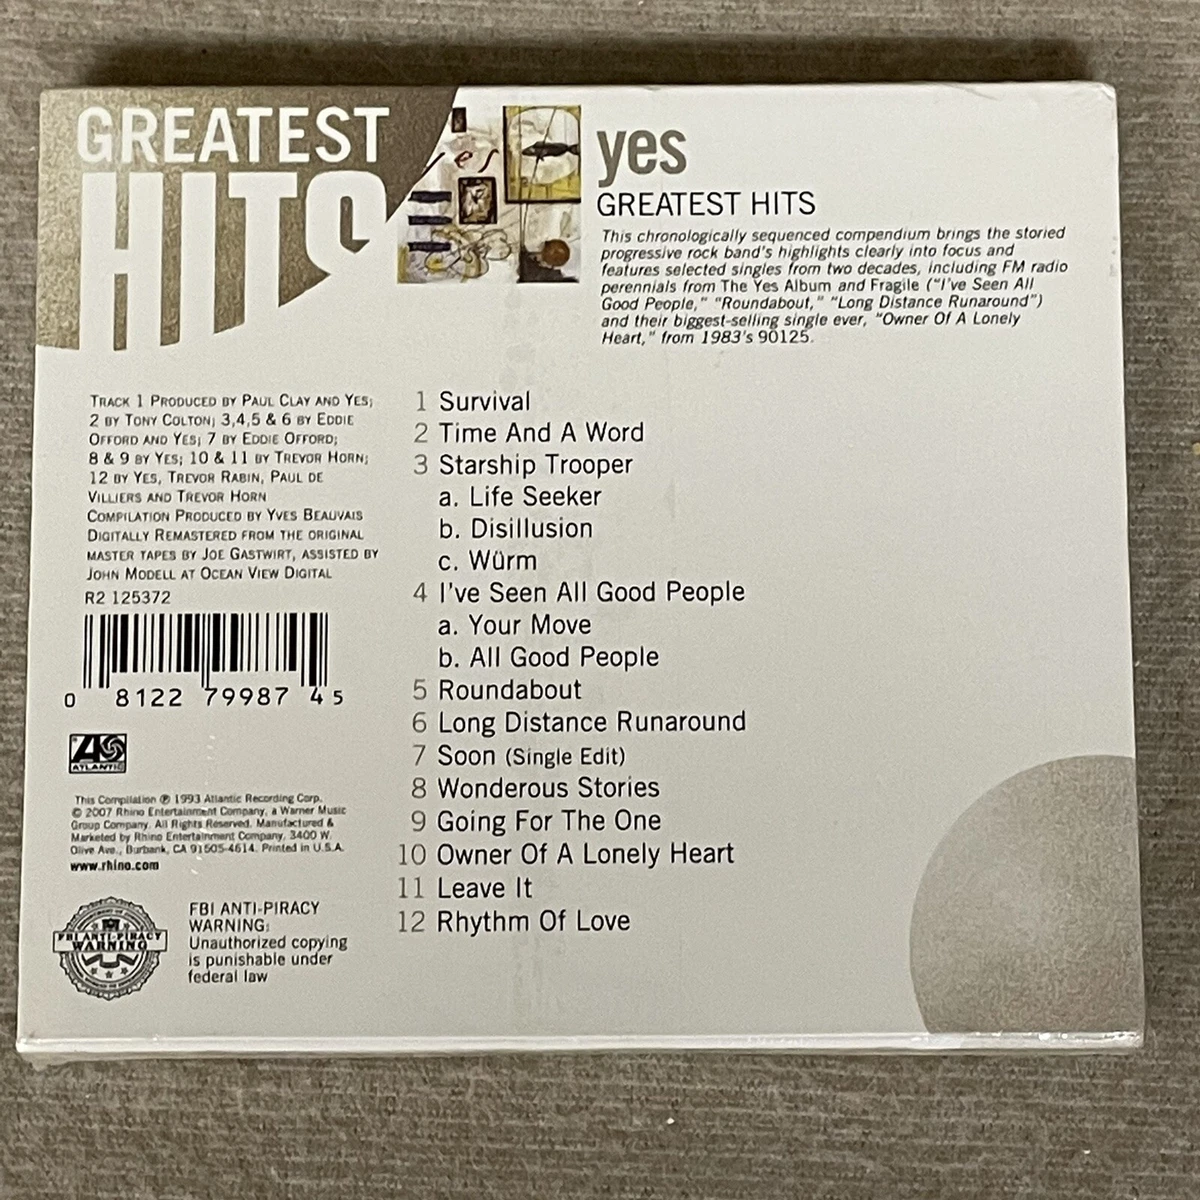 GREATEST
HITS
yes
yes
GREATEST HITS
This chronologically sequenced compendium brings the storied
progressive rock band's highlights clearly into focus and
features selected singles from two decades, including FM radio
perennials from The Yes Album and Fragile ("I've Seen All
Good People," "Roundabout," "Long Distance Runaround")
and their biggest-selling single ever, "Owner Of A Lonely
Heart," from 1983's 90125.
TRACK 1 PRODUCED BY PAUL CLAY AND YES;
2 BY TONY COLTON; 3,4,5 & 6 BY EDDIE
OFFORD AND YES; 7 BY EDDIE OFFORD;
8 & 9 BY YES; 10 & 11 BY TREVOR HORN;
12 BY YES, TREVOR RABIN, PAUL DE
VILLIERS AND TREVOR HORN
COMPILATION PRODUCED BY YVES BEAUVAIS
DIGITALLY REMASTERED FROM THE ORIGINAL
MASTER TAPES BY JOE GASTWIRT, ASSISTED BY
JOHN MODELL AT OCEAN VIEW DIGITAL
R2 125372
0 8122 79987 4 5
ATLANTIC
This Compilation ℗ 1993 Atlantic Recording Corp.
© 2007 Rhino Entertainment Company, a Warner Music
Group Company. All Rights Reserved. Manufactured &
Marketed by Rhino Entertainment Company, 3400 W.
Olive Ave., Burbank, CA 91505-4614. Printed in U.S.A.
www.rhino.com
FBI ANTI-PIRACY
WARNING
FBI ANTI-PIRACY
WARNING:
Unauthorized copying
is punishable under
federal law
1 Survival
2 Time And A Word
3 Starship Trooper
a. Life Seeker
b. Disillusion
c. Würm
4 I've Seen All Good People
a. Your Move
b. All Good People
5 Roundabout
6 Long Distance Runaround
7 Soon (Single Edit)
8 Wonderous Stories
9 Going For The One
10 Owner Of A Lonely Heart
11 Leave It
12 Rhythm Of Love